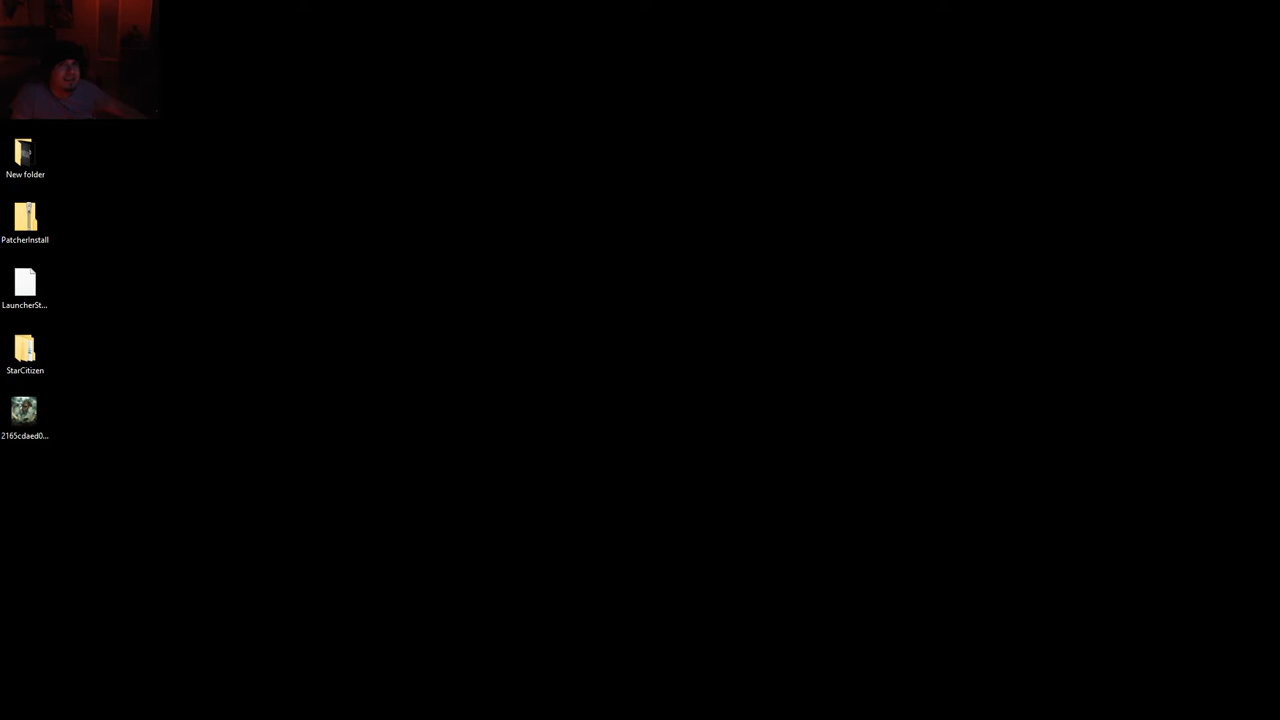 New folder
PatcherInstall
LauncherSt...
StarCitizen
2165cdaed0...